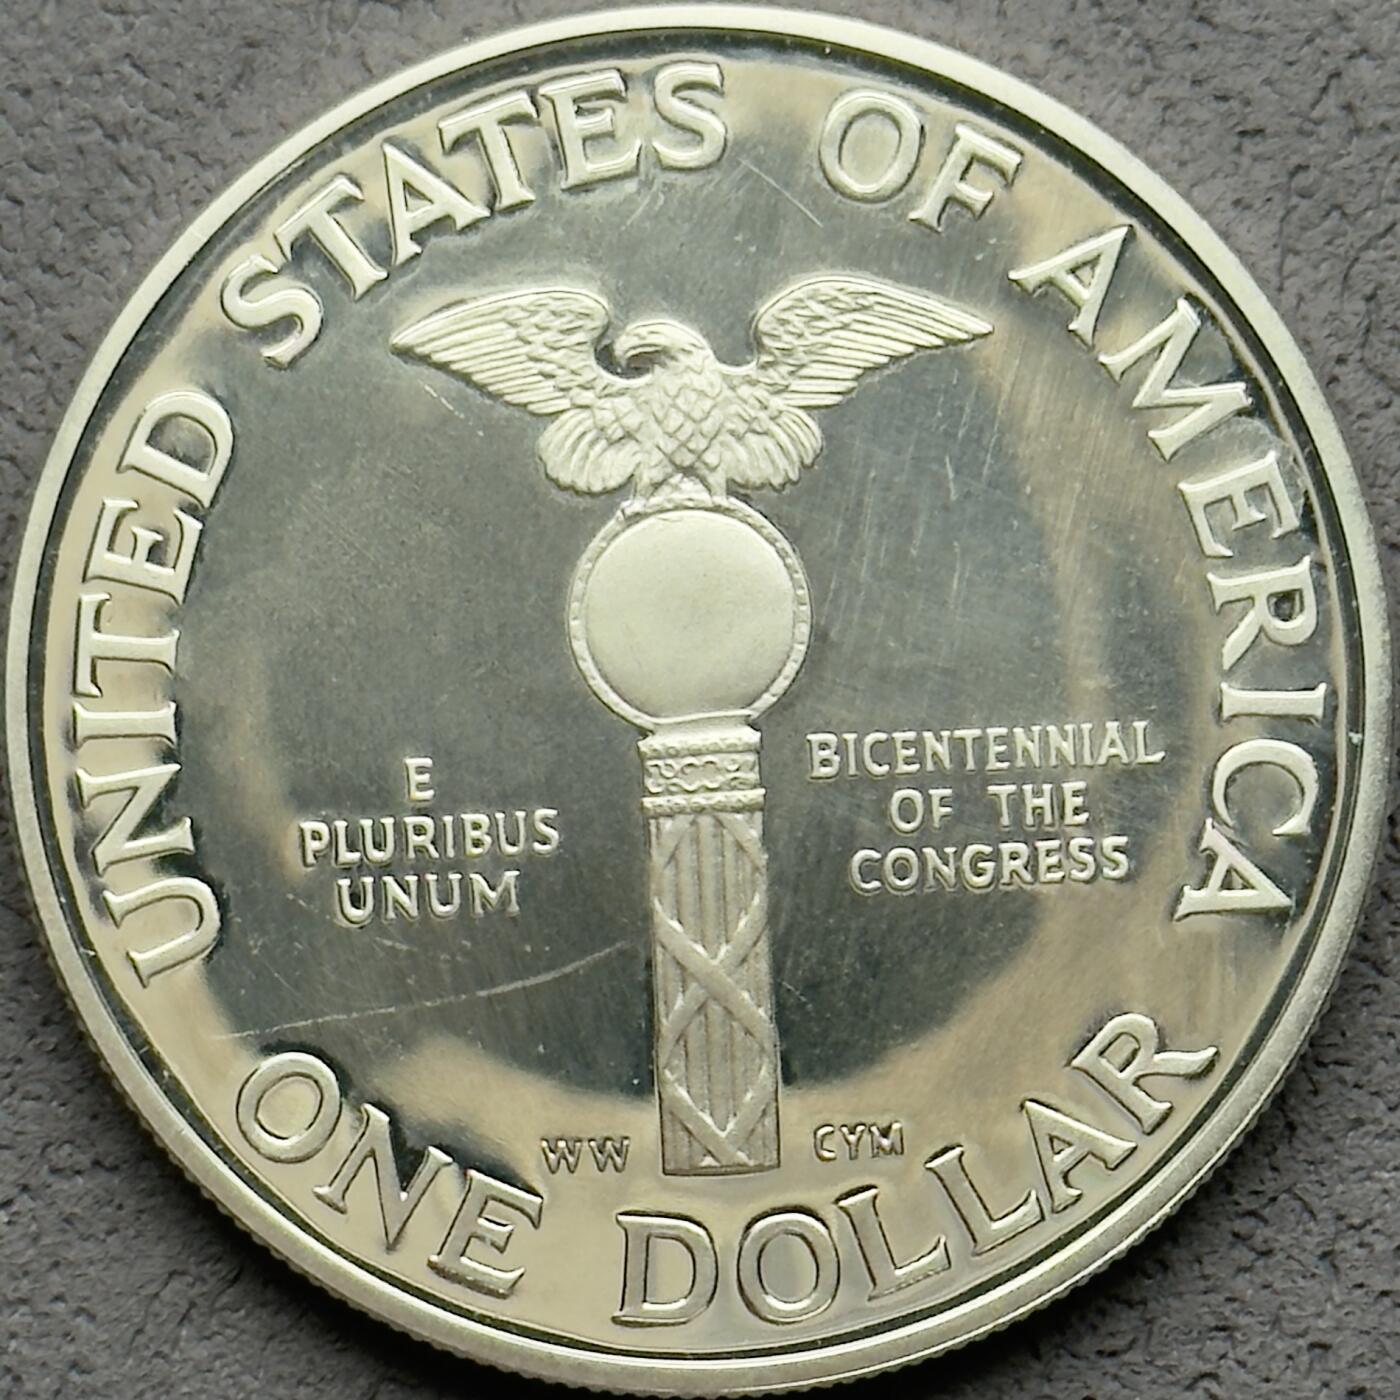 UNITED STATES OF AMERICA
E
PLURIBUS
UNUM
BICENTENNIAL
OF THE
CONGRESS
WW
CYM
ONE DOLLAR